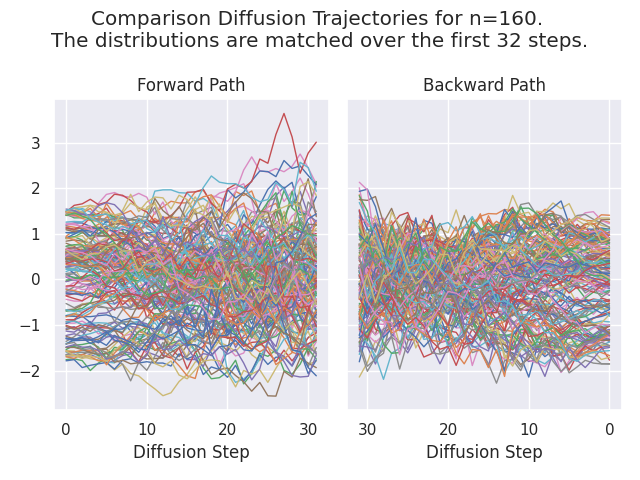 Comparison Diffusion Trajectories for n=160.
The distributions are matched over the first 32 steps.
Forward Path
Backward Path
3
2
1
0
−1
−2
0
10
20
30
30
20
10
0
Diffusion Step
Diffusion Step